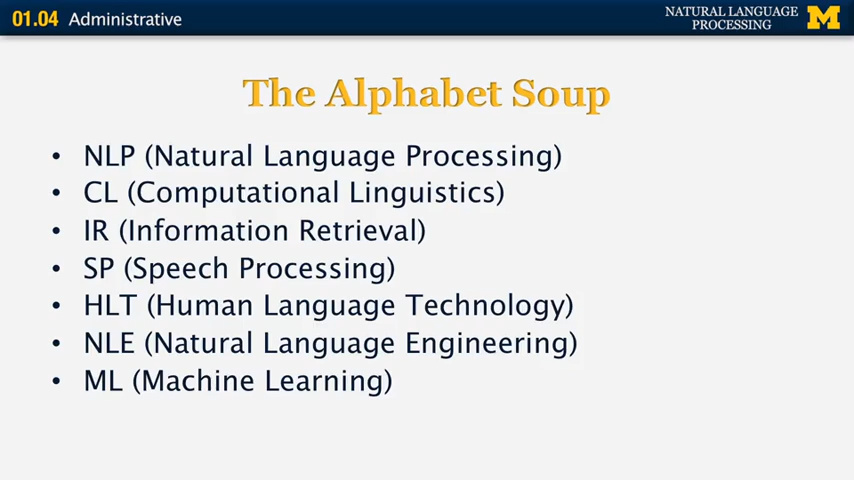 01.04 Administrative
NATURAL LANGUAGE
PROCESSING
M
The Alphabet Soup
• NLP (Natural Language Processing)
• CL (Computational Linguistics)
• IR (Information Retrieval)
• SP (Speech Processing)
• HLT (Human Language Technology)
• NLE (Natural Language Engineering)
• ML (Machine Learning)